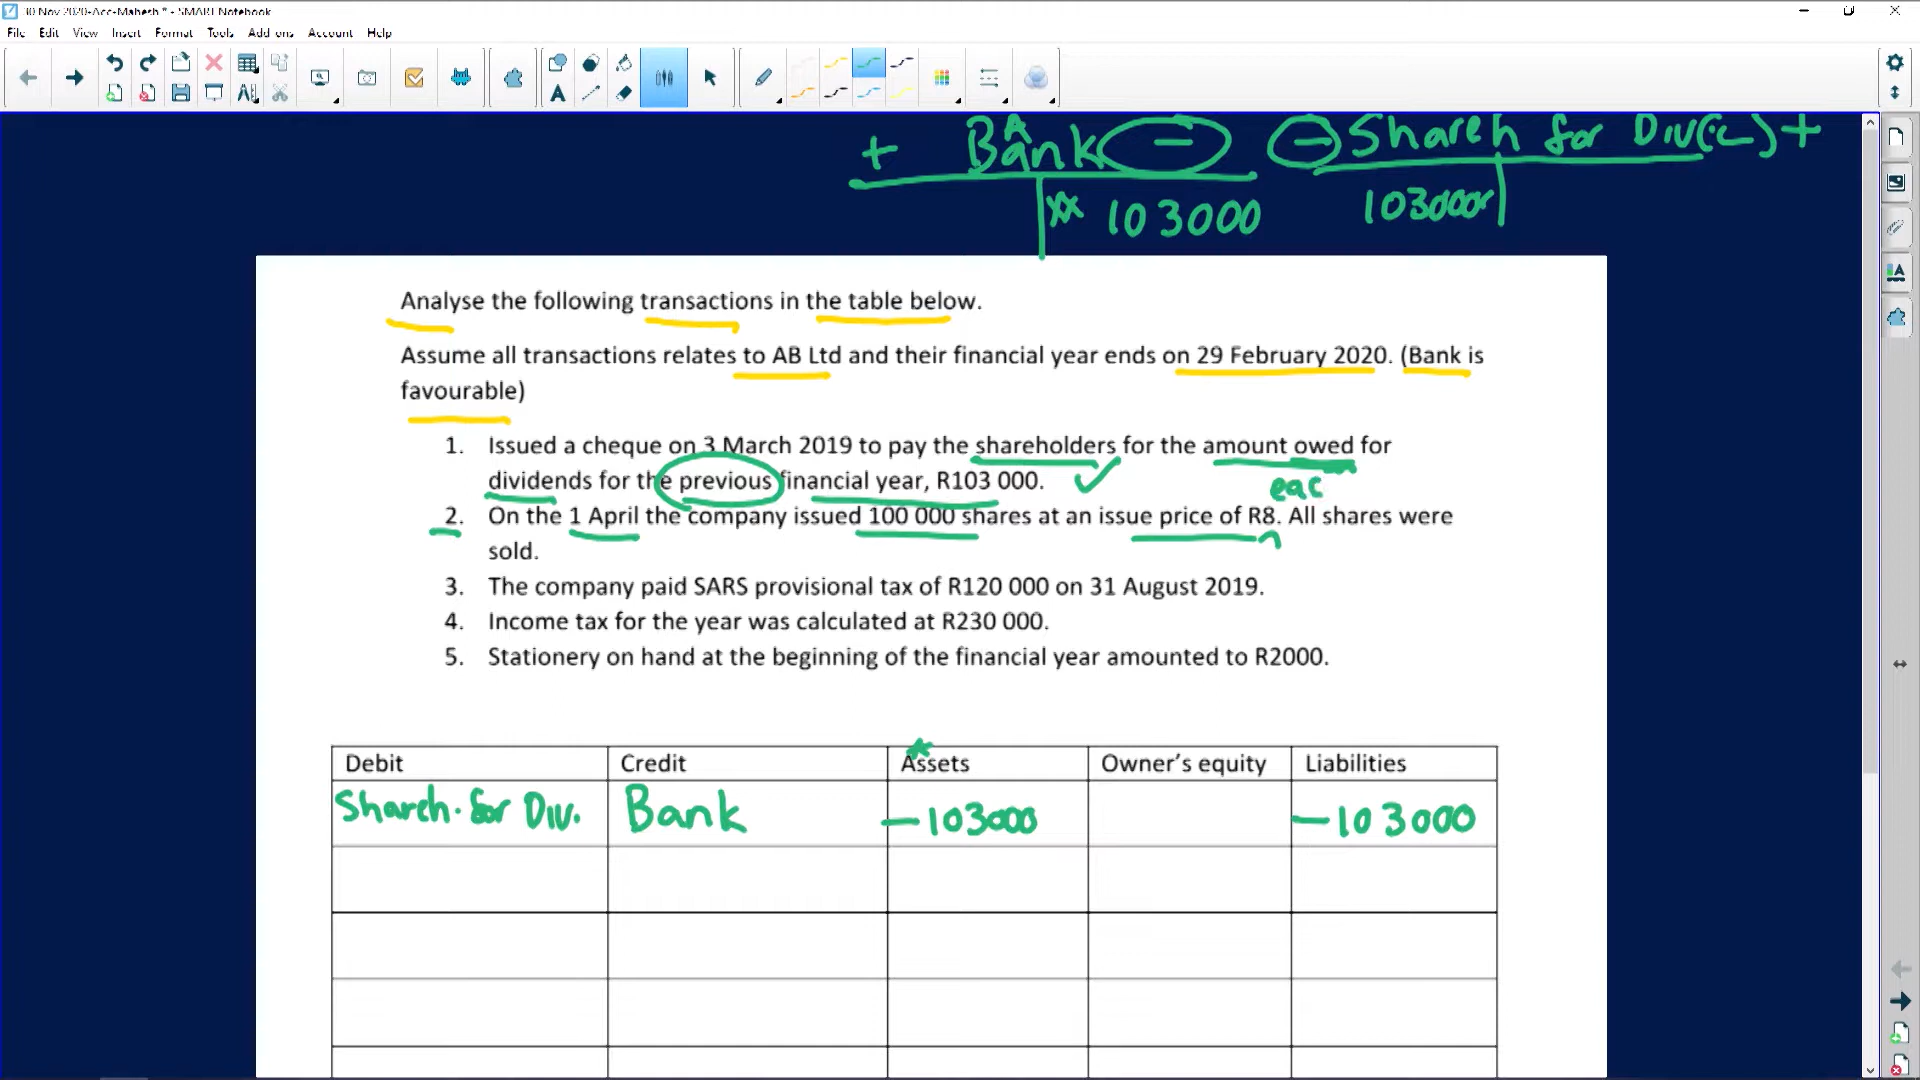 30 Nov 2020+Acc+Mahesh * - SMART Notebook
File Edit View Insert Format Tools Add-ons Account Help
+ Bank - - Shareh for Div(L) +
A
xx 103000 103000
Analyse the following transactions in the table below.
Assume all transactions relates to AB Ltd and their financial year ends on 29 February 2020. (Bank is
favourable)
1. Issued a cheque on 3 March 2019 to pay the shareholders for the amount owed for
dividends for the previous financial year, R103 000.
eac
2. On the 1 April the company issued 100 000 shares at an issue price of R8. All shares were
sold.
3. The company paid SARS provisional tax of R120 000 on 31 August 2019.
4. Income tax for the year was calculated at R230 000.
5. Stationery on hand at the beginning of the financial year amounted to R2000.
Debit Credit Assets Owner's equity Liabilities
Shareh. for Div. Bank -103000 -103000